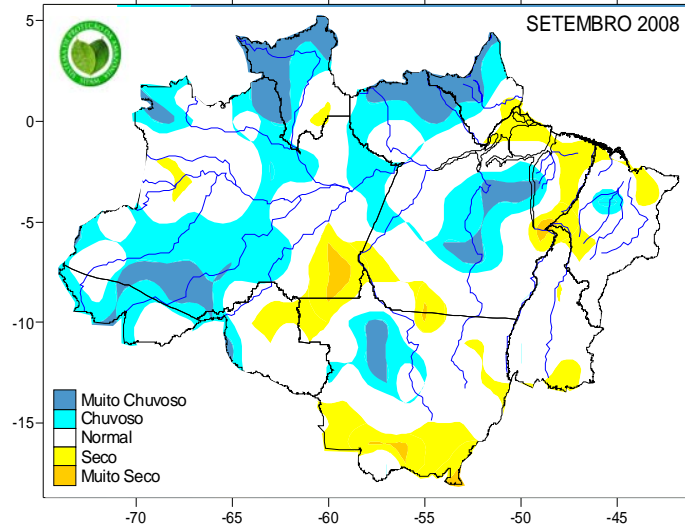 SETEMBRO 2008
5
0
-5
-10
-15
Muito Chuvoso
Chuvoso
Normal
Seco
Muito Seco
-70 -65 -60 -55 -50 -45